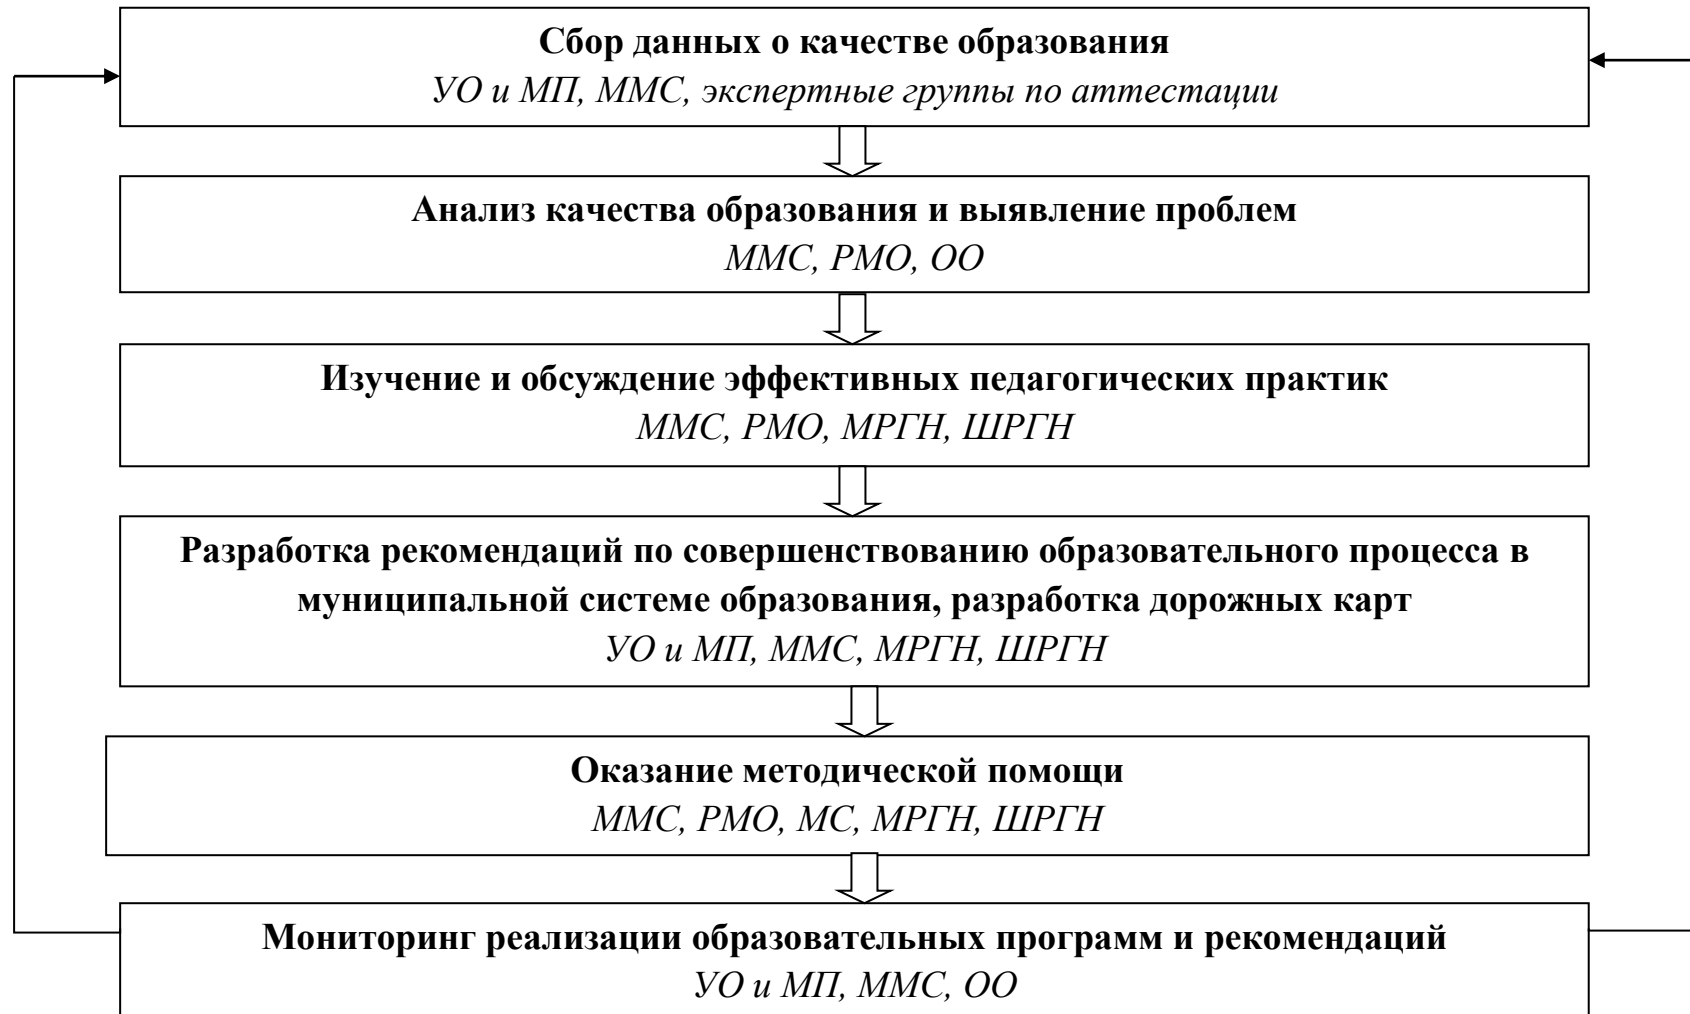 Сбор данных о качестве образования
УО и МП, ММС, экспертные группы по аттестации
Анализ качества образования и выявление проблем
ММС, РМО, ОО
Изучение и обсуждение эффективных педагогических практик
ММС, РМО, МРГН, ШРГН
Разработка рекомендаций по совершенствованию образовательного процесса в
муниципальной системе образования, разработка дорожных карт
УО и МП, ММС, МРГН, ШРГН
Оказание методической помощи
ММС, РМО, МС, МРГН, ШРГН
Мониторинг реализации образовательных программ и рекомендаций
УО и МП, ММС, ОО